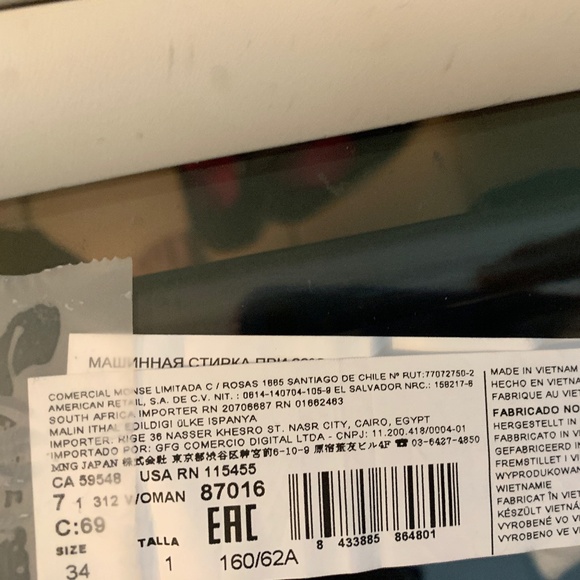 МАШИННАЯ СТИРКА ПРИ
COMERCIAL MONSE LIMITADA C / ROSAS 1665 SANTIAGO DE CHILE Nº RUT:77072750-2
AMERICAN RETAIL, S.A. DE C.V. NIT. : 0614-140704-105-9 EL SALVADOR NRC.: 158217-6
SOUTH AFRICA IMPORTER RN 20706687 RN 01662463
MALIN ITHAL EDILDIGI ÜLKE ISPANYA
IMPORTER: RIGE 36 NASSER KHESRO ST. NASR CITY, CAIRO, EGYPT
IMPORTADO POR: GFG COMERCIO DIGITAL LTDA - CNPJ: 11.200.418/0004-01
MNG JAPAN 株式会社 東京都渋谷区神宮前6-10-9 原宿董友ビル4F ☎ 03-6427-4850
CA 59548 USA RN 115455
7 1 312 WOMAN 87016
C:69
EAC
8 433885 864801
SIZE TALLA
34 1 160/62A
MADE IN VIETNAM
HECHO EN VIETNAM
FABRIQUE AU VIET
FABRICADO NO
HERGESTELLT IN
FABBRICATO IN V
GEFABRICEERD I
FREMSTILLET I V
WYPRODUKOWAN
WIETNAMIE
FABRICAT ÎN VIET
KÉSZÜLT VIETNÁ
VYROBENO VE VI
VYROBENÉ VO V